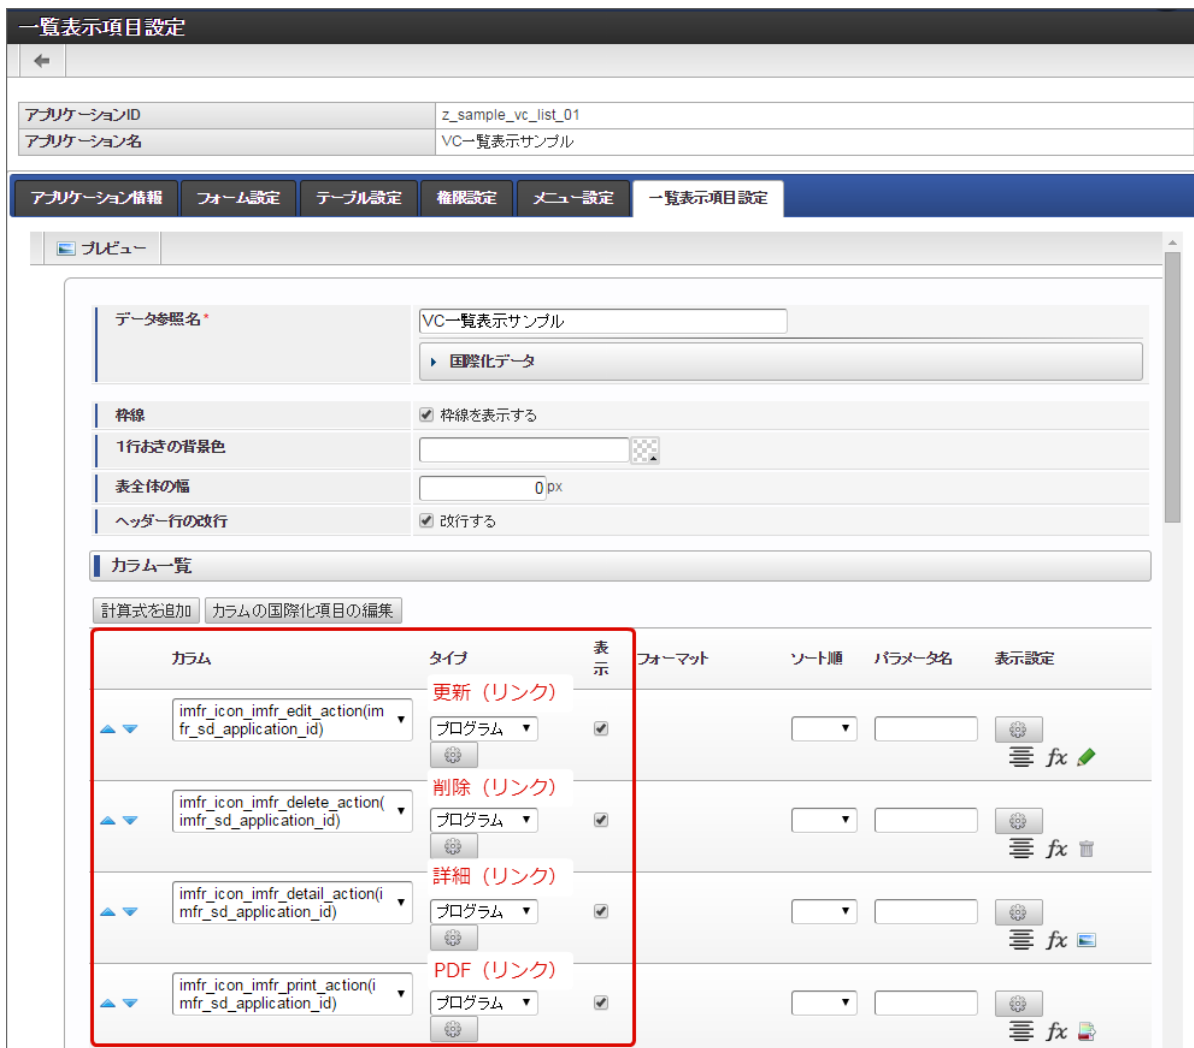 一覧表示項目設定
アプリケーションID z_sample_vc_list_01
アプリケーション名 VC一覧表示サンプル
アプリケーション情報 フォーム設定 テーブル設定 権限設定 メニュー設定 一覧表示項目設定
プレビュー
データ参照名* VC一覧表示サンプル
国際化データ
枠線 枠線を表示する
1行おきの背景色
表全体の幅 0 px
ヘッダー行の改行 改行する
カラム一覧
計算式を追加 カラムの国際化項目の編集
カラム タイプ 表示 フォーマット ソート順 パラメータ名 表示設定
更新（リンク）
imfr_icon_imfr_edit_action(im
fr_sd_application_id) プログラム
fx
削除（リンク）
imfr_icon_imfr_delete_action(
imfr_sd_application_id) プログラム
fx
詳細（リンク）
imfr_icon_imfr_detail_action(i
mfr_sd_application_id) プログラム
fx
PDF（リンク）
imfr_icon_imfr_print_action(i
mfr_sd_application_id) プログラム
fx